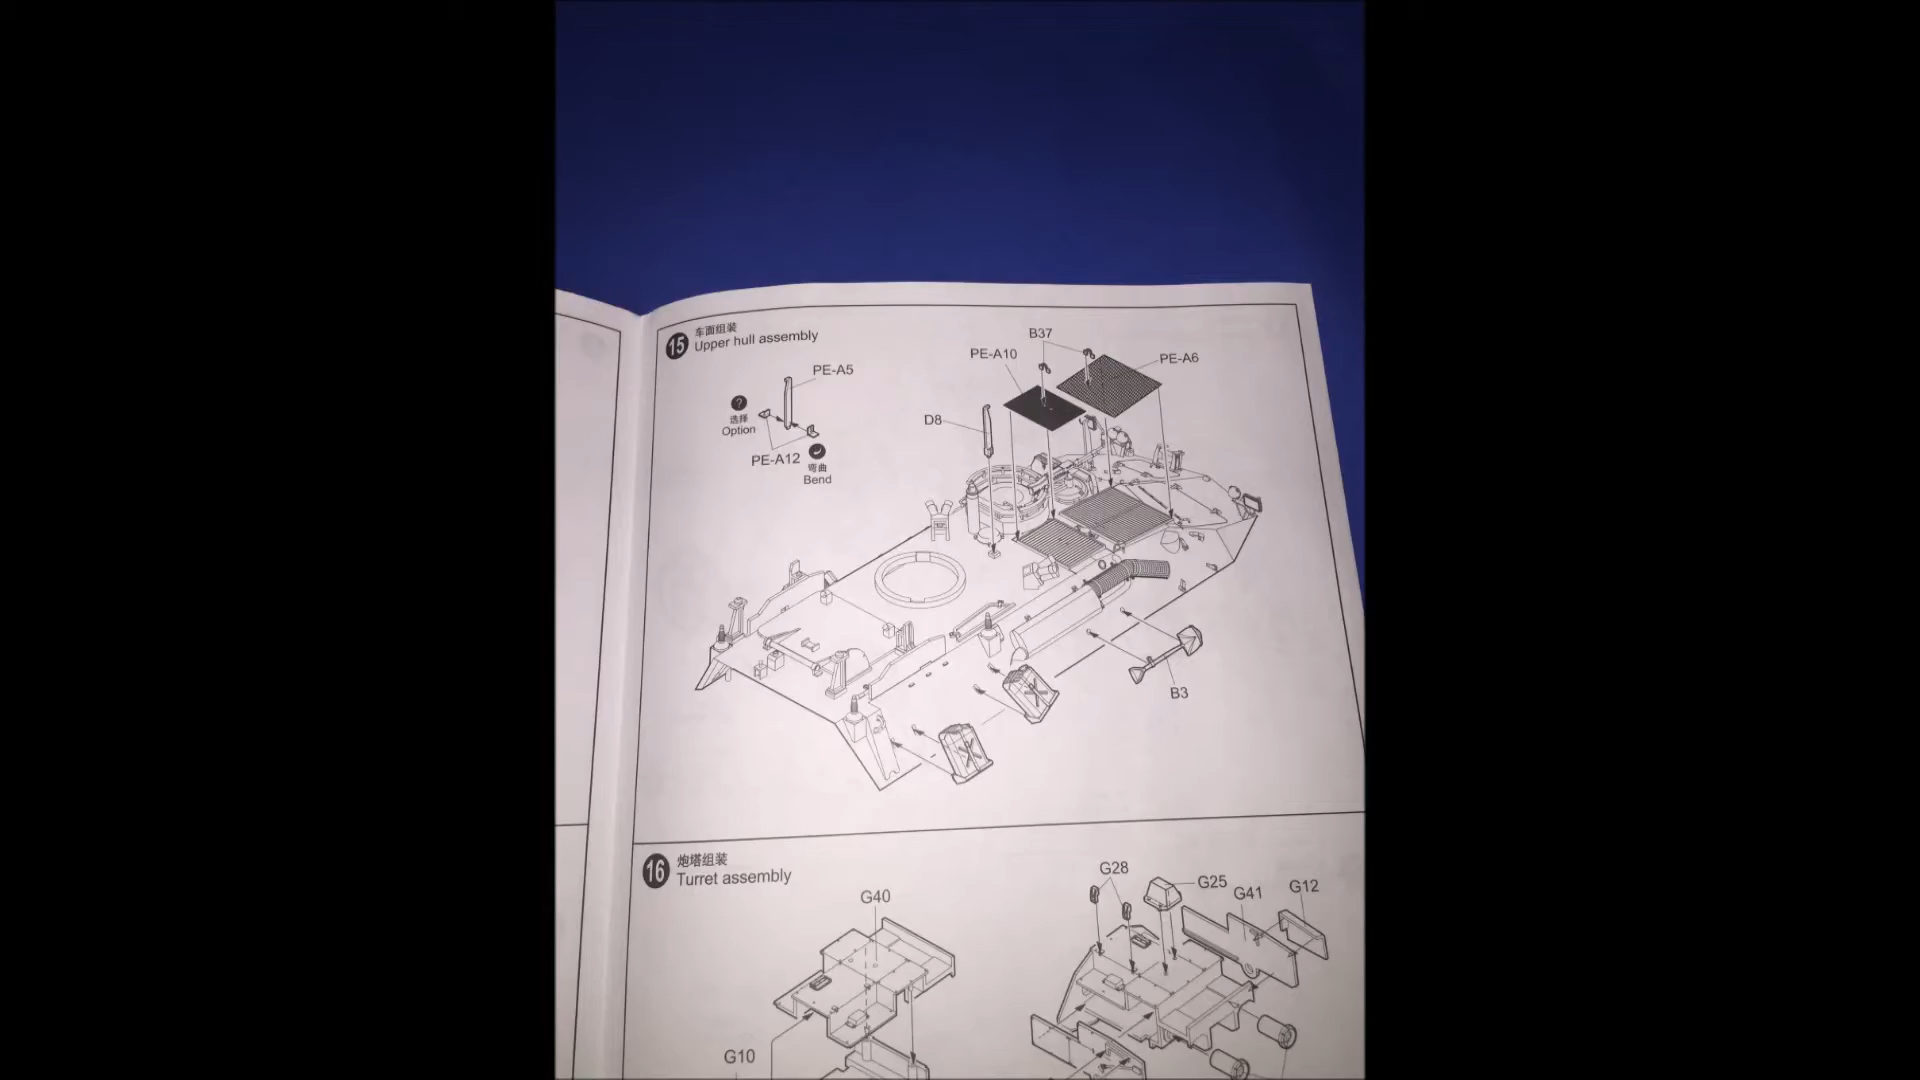 15
车面组装
Upper hull assembly
B37
PE-A10
PE-A6
PE-A5
?
选择
Option
D8
PE-A12
弯曲
Bend
B3
16
炮塔组装
Turret assembly
G28
G25
G41
G12
G40
G10